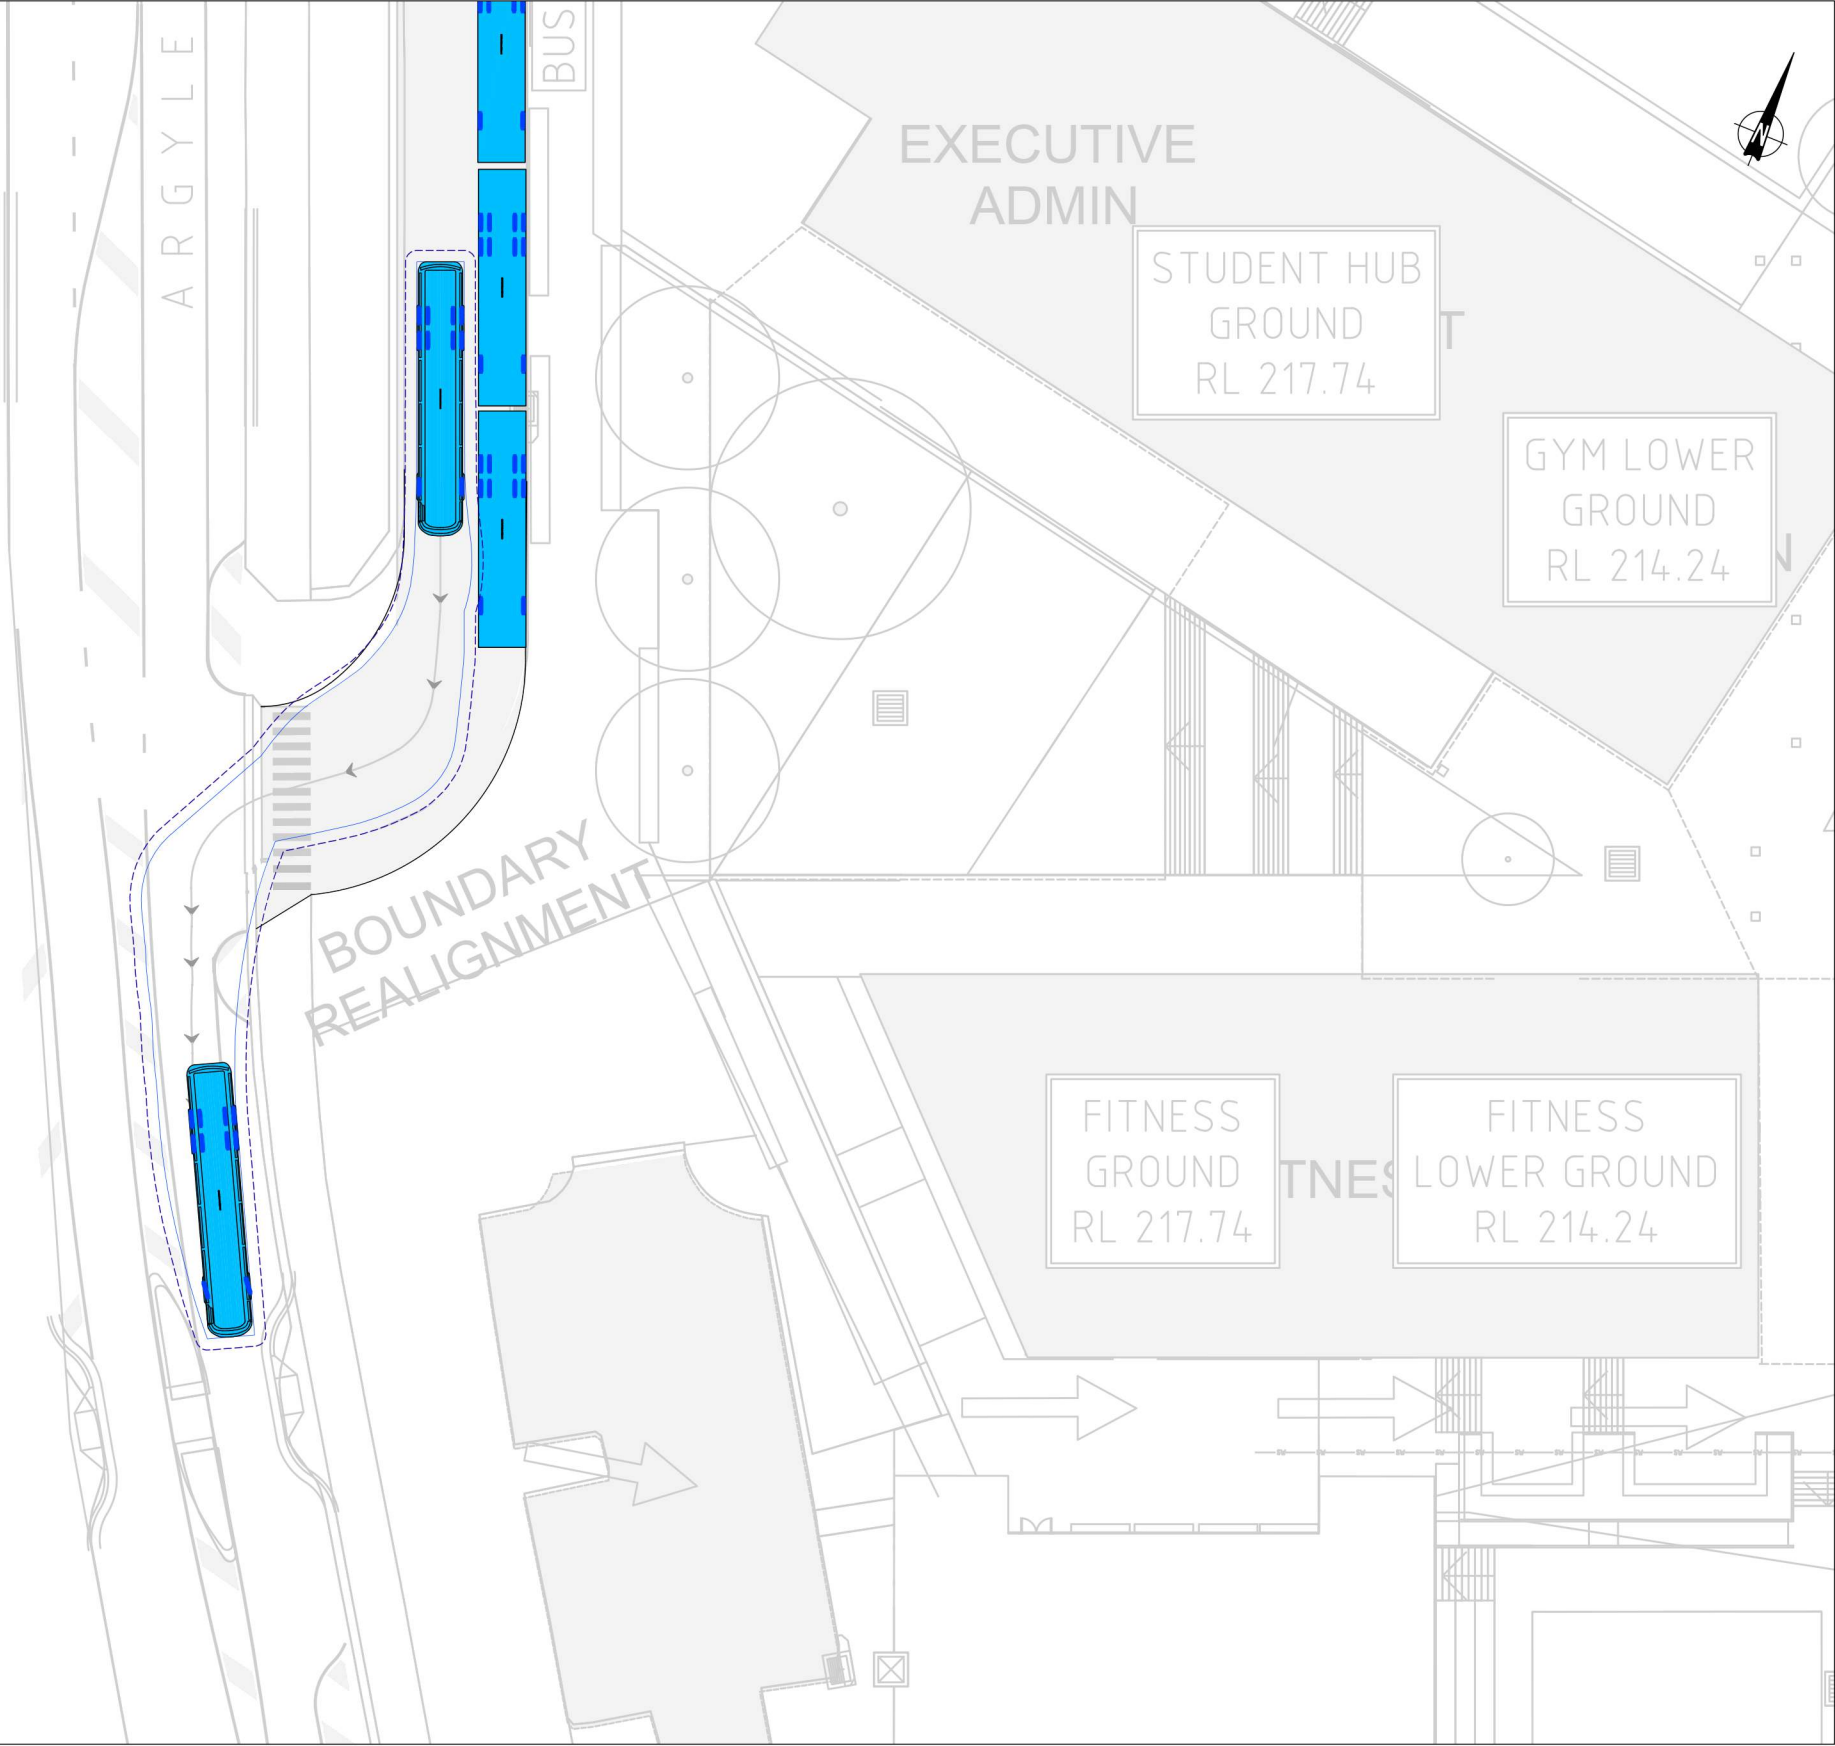 ARGYLE
BUS
N
EXECUTIVE
ADMIN
STUDENT HUB
GROUND
RL 217.74
T
GYM LOWER
GROUND
RL 214.24
N
BOUNDARY
REALIGNMENT
FITNESS
GROUND
RL 217.74
TNES
FITNESS
LOWER GROUND
RL 214.24